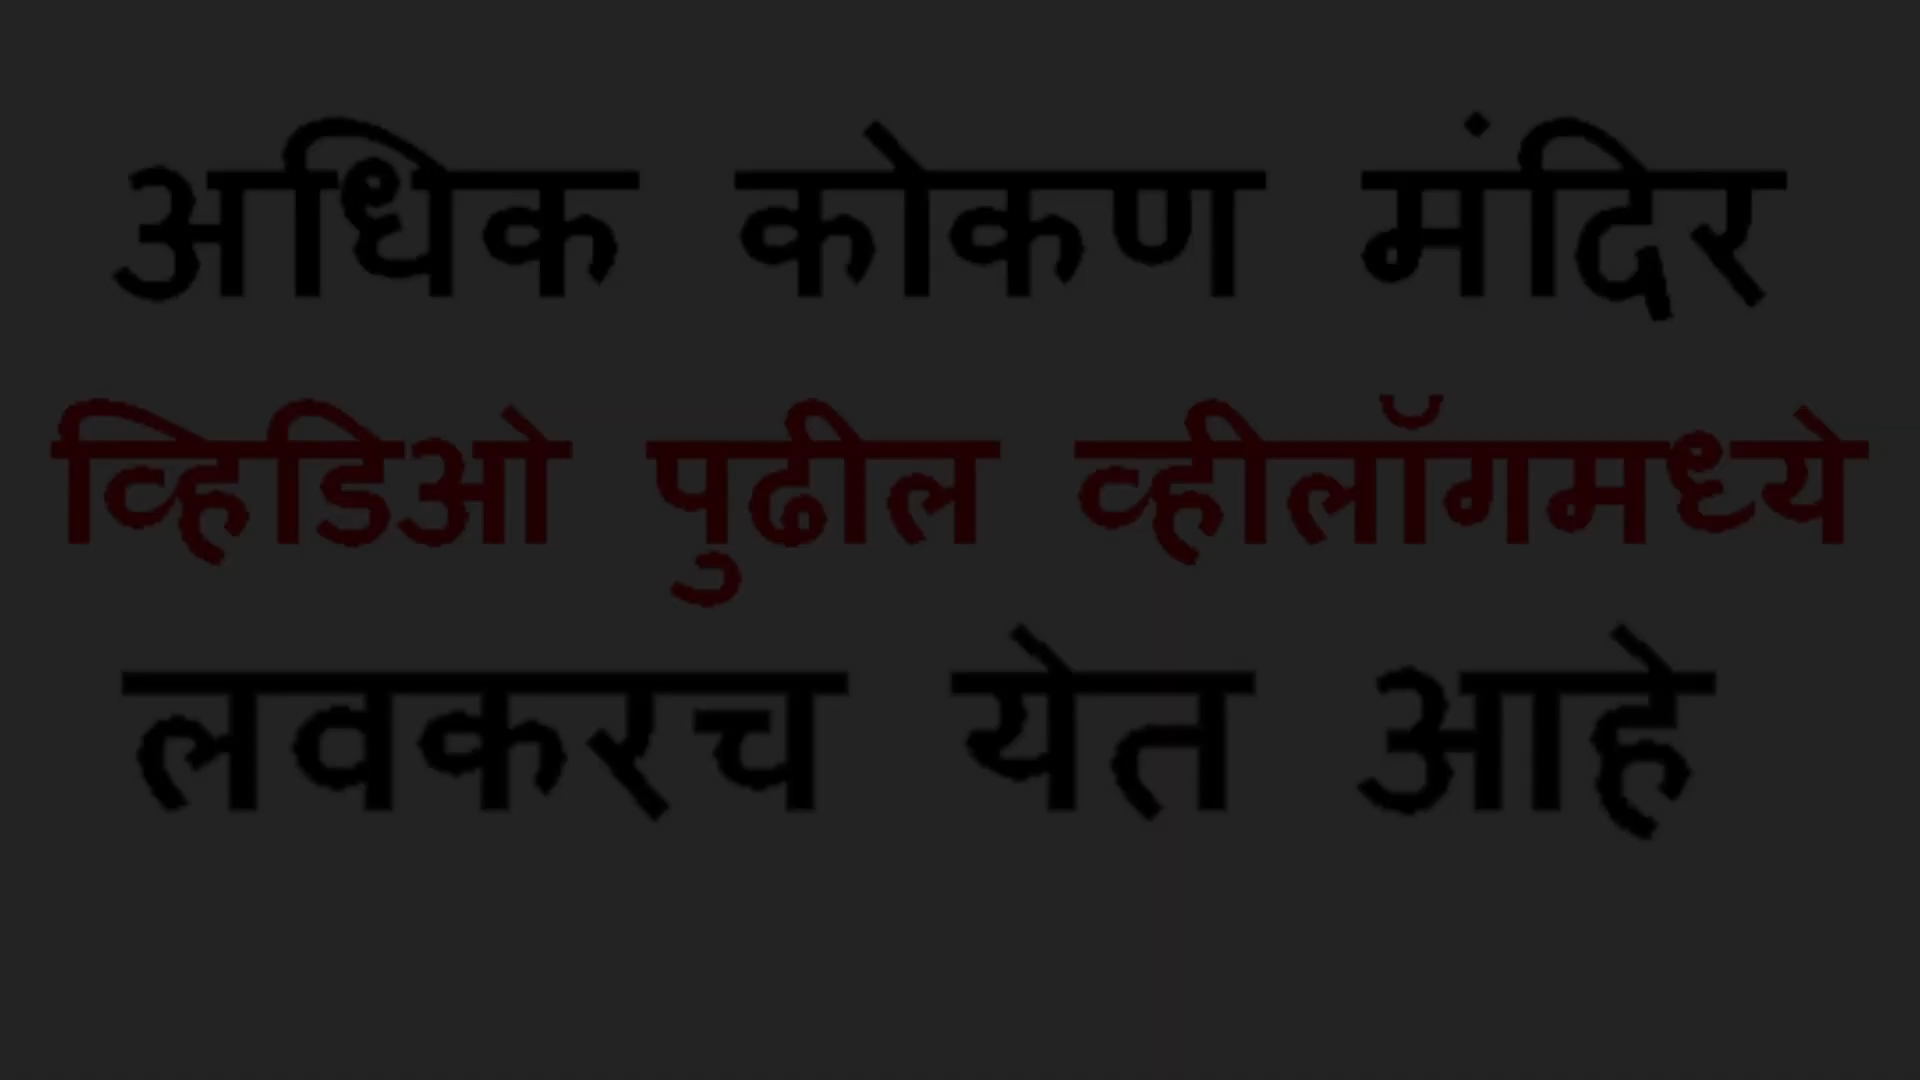 अधिक कोकण मंदिर
व्हिडिओ पुढील व्हीलॉगमध्ये
लवकरच येत आहे